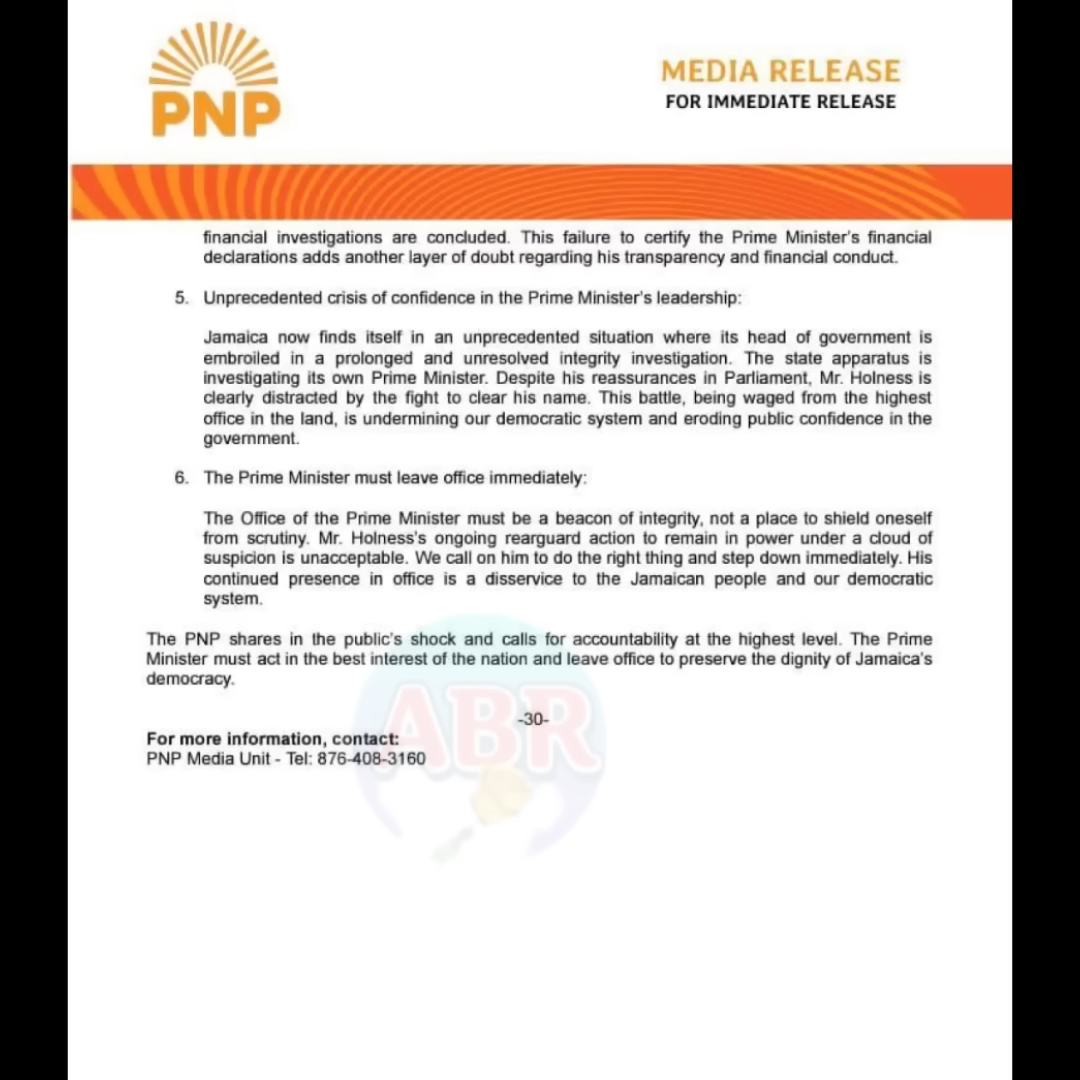 PNP
MEDIA RELEASE
FOR IMMEDIATE RELEASE
financial investigations are concluded. This failure to certify the Prime Minister's financial
declarations adds another layer of doubt regarding his transparency and financial conduct.
5. Unprecedented crisis of confidence in the Prime Minister's leadership:
Jamaica now finds itself in an unprecedented situation where its head of government is
embroiled in a prolonged and unresolved integrity investigation. The state apparatus is
investigating its own Prime Minister. Despite his reassurances in Parliament, Mr. Holness is
clearly distracted by the fight to clear his name. This battle, being waged from the highest
office in the land, is undermining our democratic system and eroding public confidence in the
government.
6. The Prime Minister must leave office immediately:
The Office of the Prime Minister must be a beacon of integrity, not a place to shield oneself
from scrutiny. Mr. Holness's ongoing rearguard action to remain in power under a cloud of
suspicion is unacceptable. We call on him to do the right thing and step down immediately. His
continued presence in office is a disservice to the Jamaican people and our democratic
system.
The PNP shares in the public's shock and calls for accountability at the highest level. The Prime
Minister must act in the best interest of the nation and leave office to preserve the dignity of Jamaica's
democracy.
-30-
For more information, contact:
PNP Media Unit - Tel: 876-408-3160
ABR